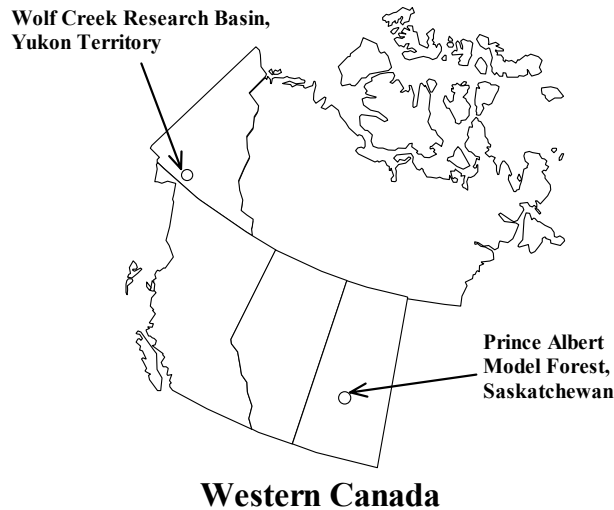 Wolf Creek Research Basin,
Yukon Territory
Prince Albert
Model Forest,
Saskatchewan
Western Canada